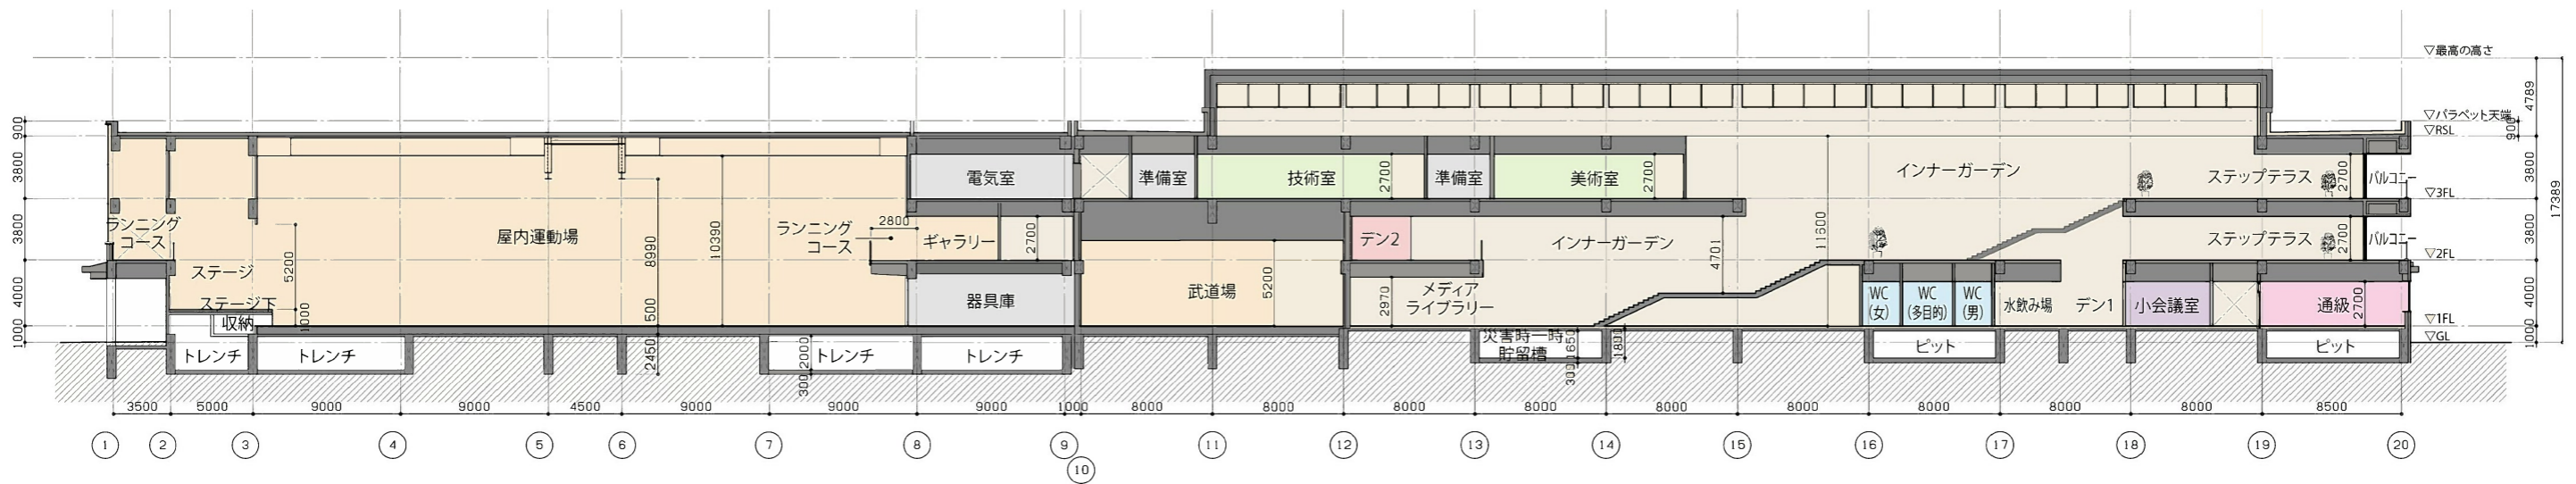 ▽最高の高さ
4789
17389
▽パラペット天端
900
▽RSL
900
3800
3800
4000
1000
電気室
準備室
技術室
2700
準備室
美術室
2700
インナーガーデン
ステップテラス
2700
バルコニー
3800
▽3FL
ランニング
コース
屋内運動場
8990
10390
ランニング
コース
2800
ギャラリー
2700
デン2
インナーガーデン
4701
11600
ステップテラス
2700
バルコニー
3800
▽2FL
ステージ
5200
ステージ下
収納
1000
500
器具庫
武道場
5200
2970
メディア
ライブラリー
WC
(女)
WC
(多目的)
WC
(男)
水飲み場
デン1
小会議室
通級
2700
4000
▽1FL
1000
▽GL
トレンチ
トレンチ
2450
300
2000
トレンチ
トレンチ
災害時一時
貯留槽
1650
300
1800
ピット
ピット
3500 5000 9000 9000 4500 9000 9000 9000 1000 8000 8000 8000 8000 8000 8000 8000 8000 8000 8500
1 2 3 4 5 6 7 8 9 11 12 13 14 15 16 17 18 19 20
10